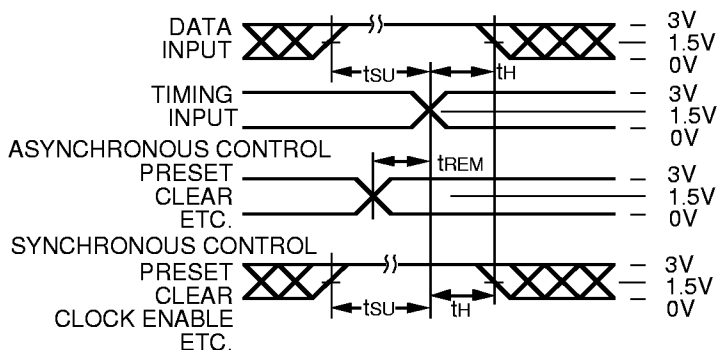 DATA INPUT
3V
1.5V
0V
tSU
tH
TIMING INPUT
3V
1.5V
0V
ASYNCHRONOUS CONTROL
PRESET
CLEAR
ETC.
tREM
3V
1.5V
0V
SYNCHRONOUS CONTROL
PRESET
CLEAR
CLOCK ENABLE
ETC.
tSU
tH
3V
1.5V
0V